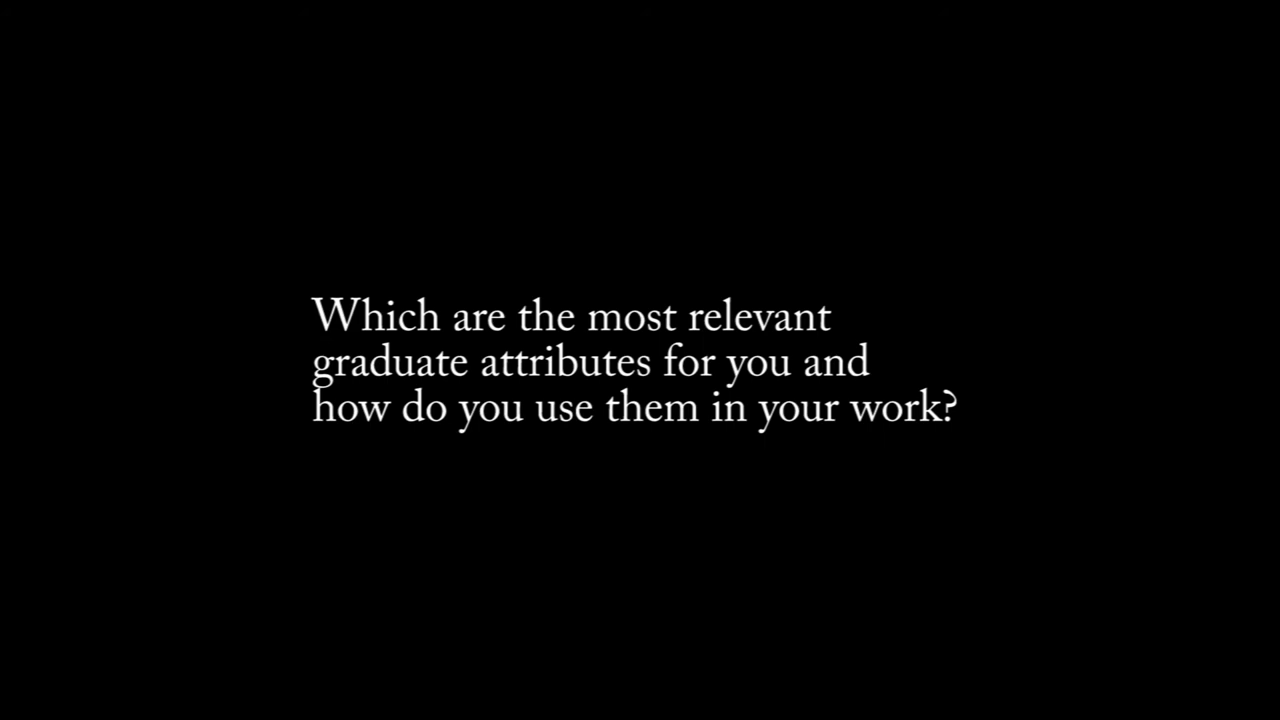 Which are the most relevant
graduate attributes for you and
how do you use them in your work?